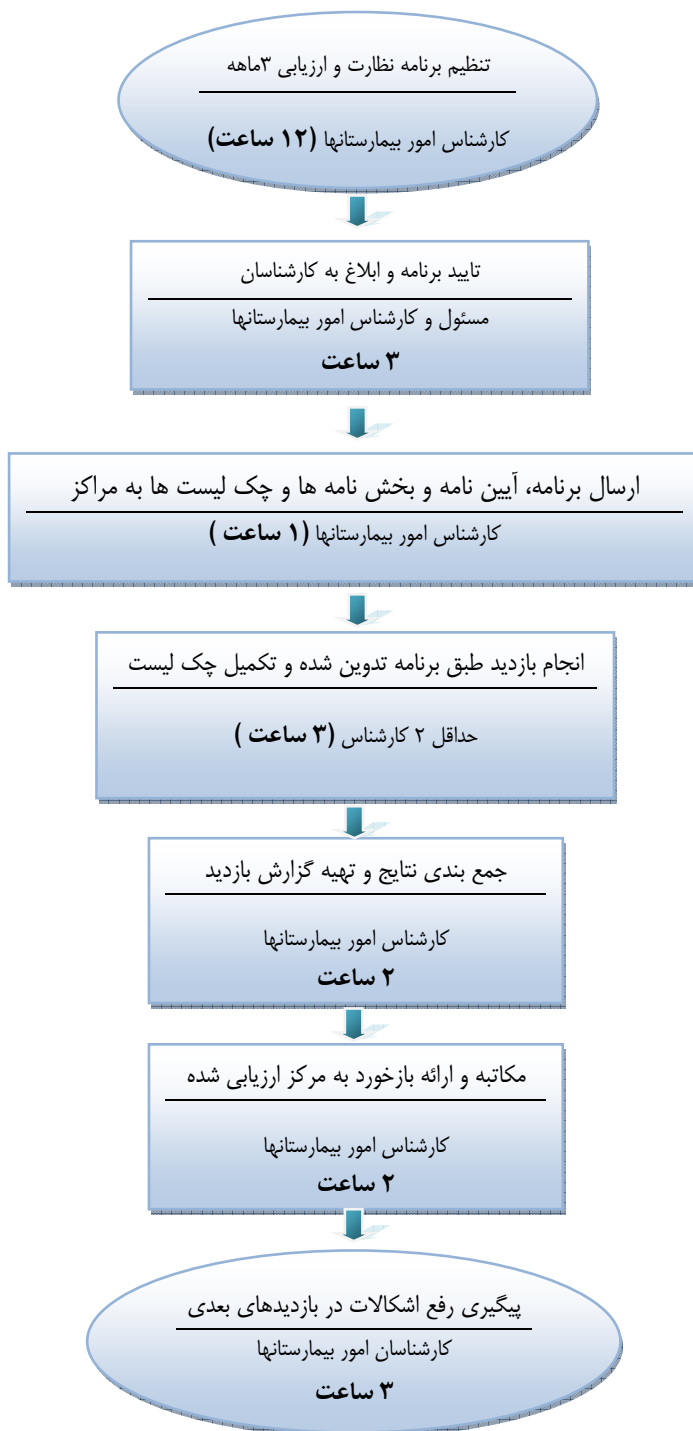 تنظیم برنامه نظارت و ارزیابی ۳ماهه
کارشناس امور بیمارستانها (۱۲ ساعت)
تایید برنامه و ابلاغ به کارشناسان
مسئول و کارشناس امور بیمارستانها
۳ ساعت
ارسال برنامه، آیین نامه و بخش نامه ها و چک لیست ها به مراکز
کارشناس امور بیمارستانها (۱ ساعت )
انجام بازدید طبق برنامه تدوین شده و تکمیل چک لیست
حداقل ۲ کارشناس (۳ ساعت )
جمع بندی نتایج و تهیه گزارش بازدید
کارشناس امور بیمارستانها
۲ ساعت
مکاتبه و ارائه بازخورد به مرکز ارزیابی شده
کارشناس امور بیمارستانها
۲ ساعت
پیگیری رفع اشکالات در بازدیدهای بعدی
کارشناسان امور بیمارستانها
۳ ساعت